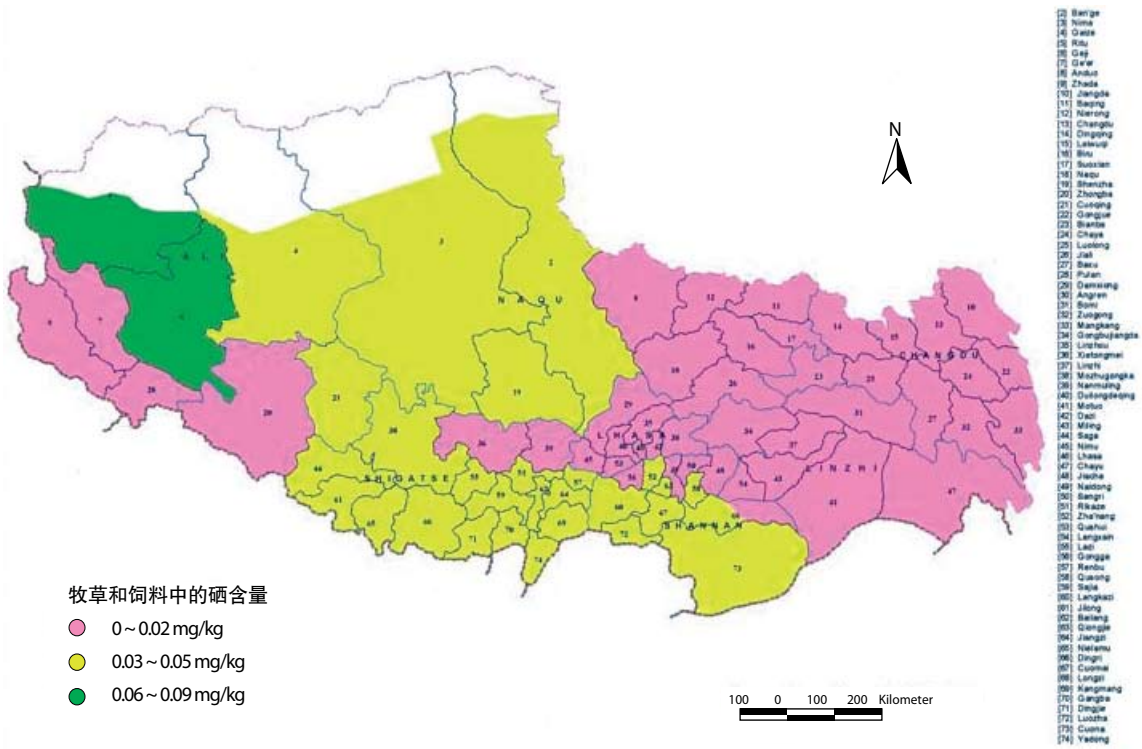 [2] Ban'ge
[3] Nima
[4] Gaize
[5] Ritu
[6] Geji
[7] Ge'er
[8] Anduo
[9] Zhada
[10] Jiangda
[11] Baqing
[12] Nierong
[13] Changdu
[14] Dingqing
[15] Leiwuqi
[16] Biru
[17] Suoxian
[18] Naqu
[19] Shenzha
[20] Zhongba
[21] Cuoqing
[22] Gongjue
[23] Bianba
[24] Chaya
[25] Luolong
[26] Jiali
[27] Basu
[28] Pulan
[29] Damxiong
[30] Angren
[31] Bomi
[32] Zuogong
[33] Mangkang
[34] Gongbujiangda
[35] Linzhou
[36] Xietongmei
[37] Linzhi
[38] Mozhugongka
[39] Nanmuling
[40] Duilongdeqing
[41] Motuo
[42] Dazi
[43] Miling
[44] Saga
[45] Nimu
[46] Lhasa
[47] Chayu
[48] Jiacha
[49] Naidong
[50] Sangri
[51] Rikaze
[52] Zha'nang
[53] Qushui
[54] Langxian
[55] Lazi
[56] Gongga
[57] Renbu
[58] Qusong
[59] Sajia
[60] Langkazi
[61] Jilong
[62] Bailang
[63] Qiongjie
[64] Jiangzi
[65] Nielamu
[66] Dingri
[67] Cuomei
[68] Longzi
[69] Kangmang
[70] Gangba
[71] Dingjie
[72] Luozha
[73] Cuona
[74] Yadong
N
ALI
NAQU
CHANGDU
LHASA
LINZHI
SHIGATSE
SHANNAN
牧草和饲料中的硒含量
0～0.02 mg/kg
0.03～0.05 mg/kg
0.06～0.09 mg/kg
100 0 100 200 Kilometer